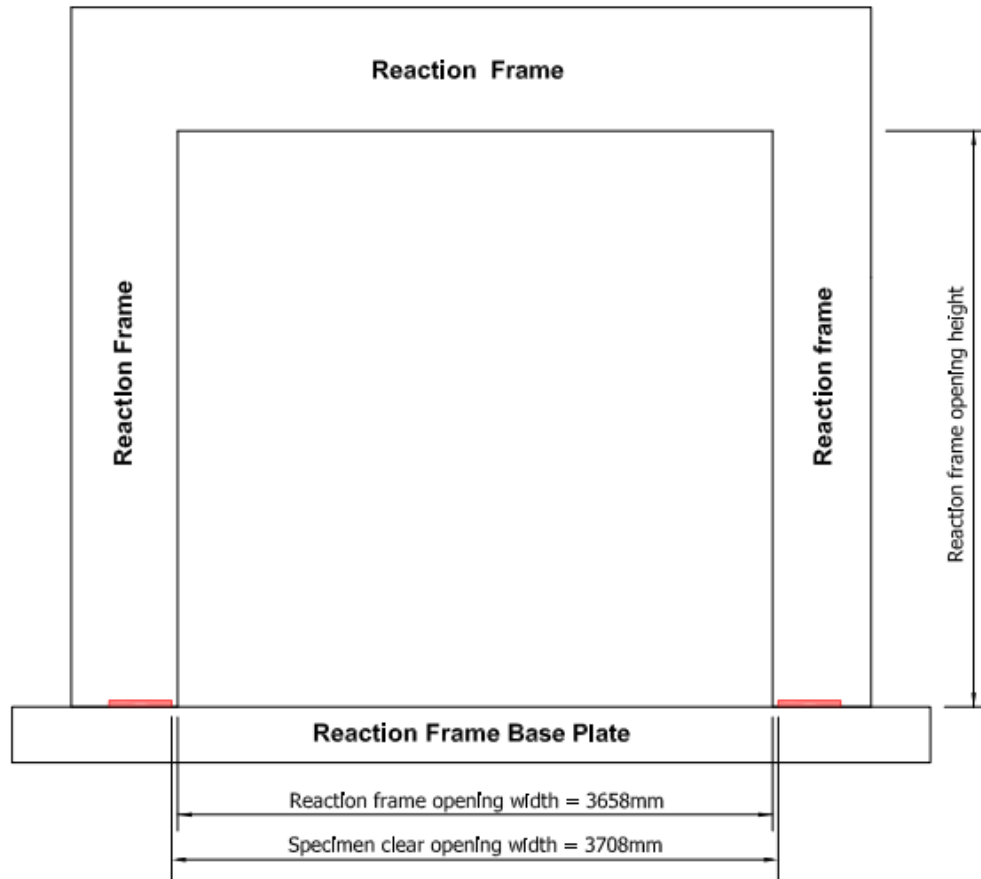 Reaction Frame
Reaction Frame
Reaction frame
Reaction frame opening height
Reaction Frame Base Plate
Reaction frame opening width = 3658mm
Specimen clear opening width = 3708mm